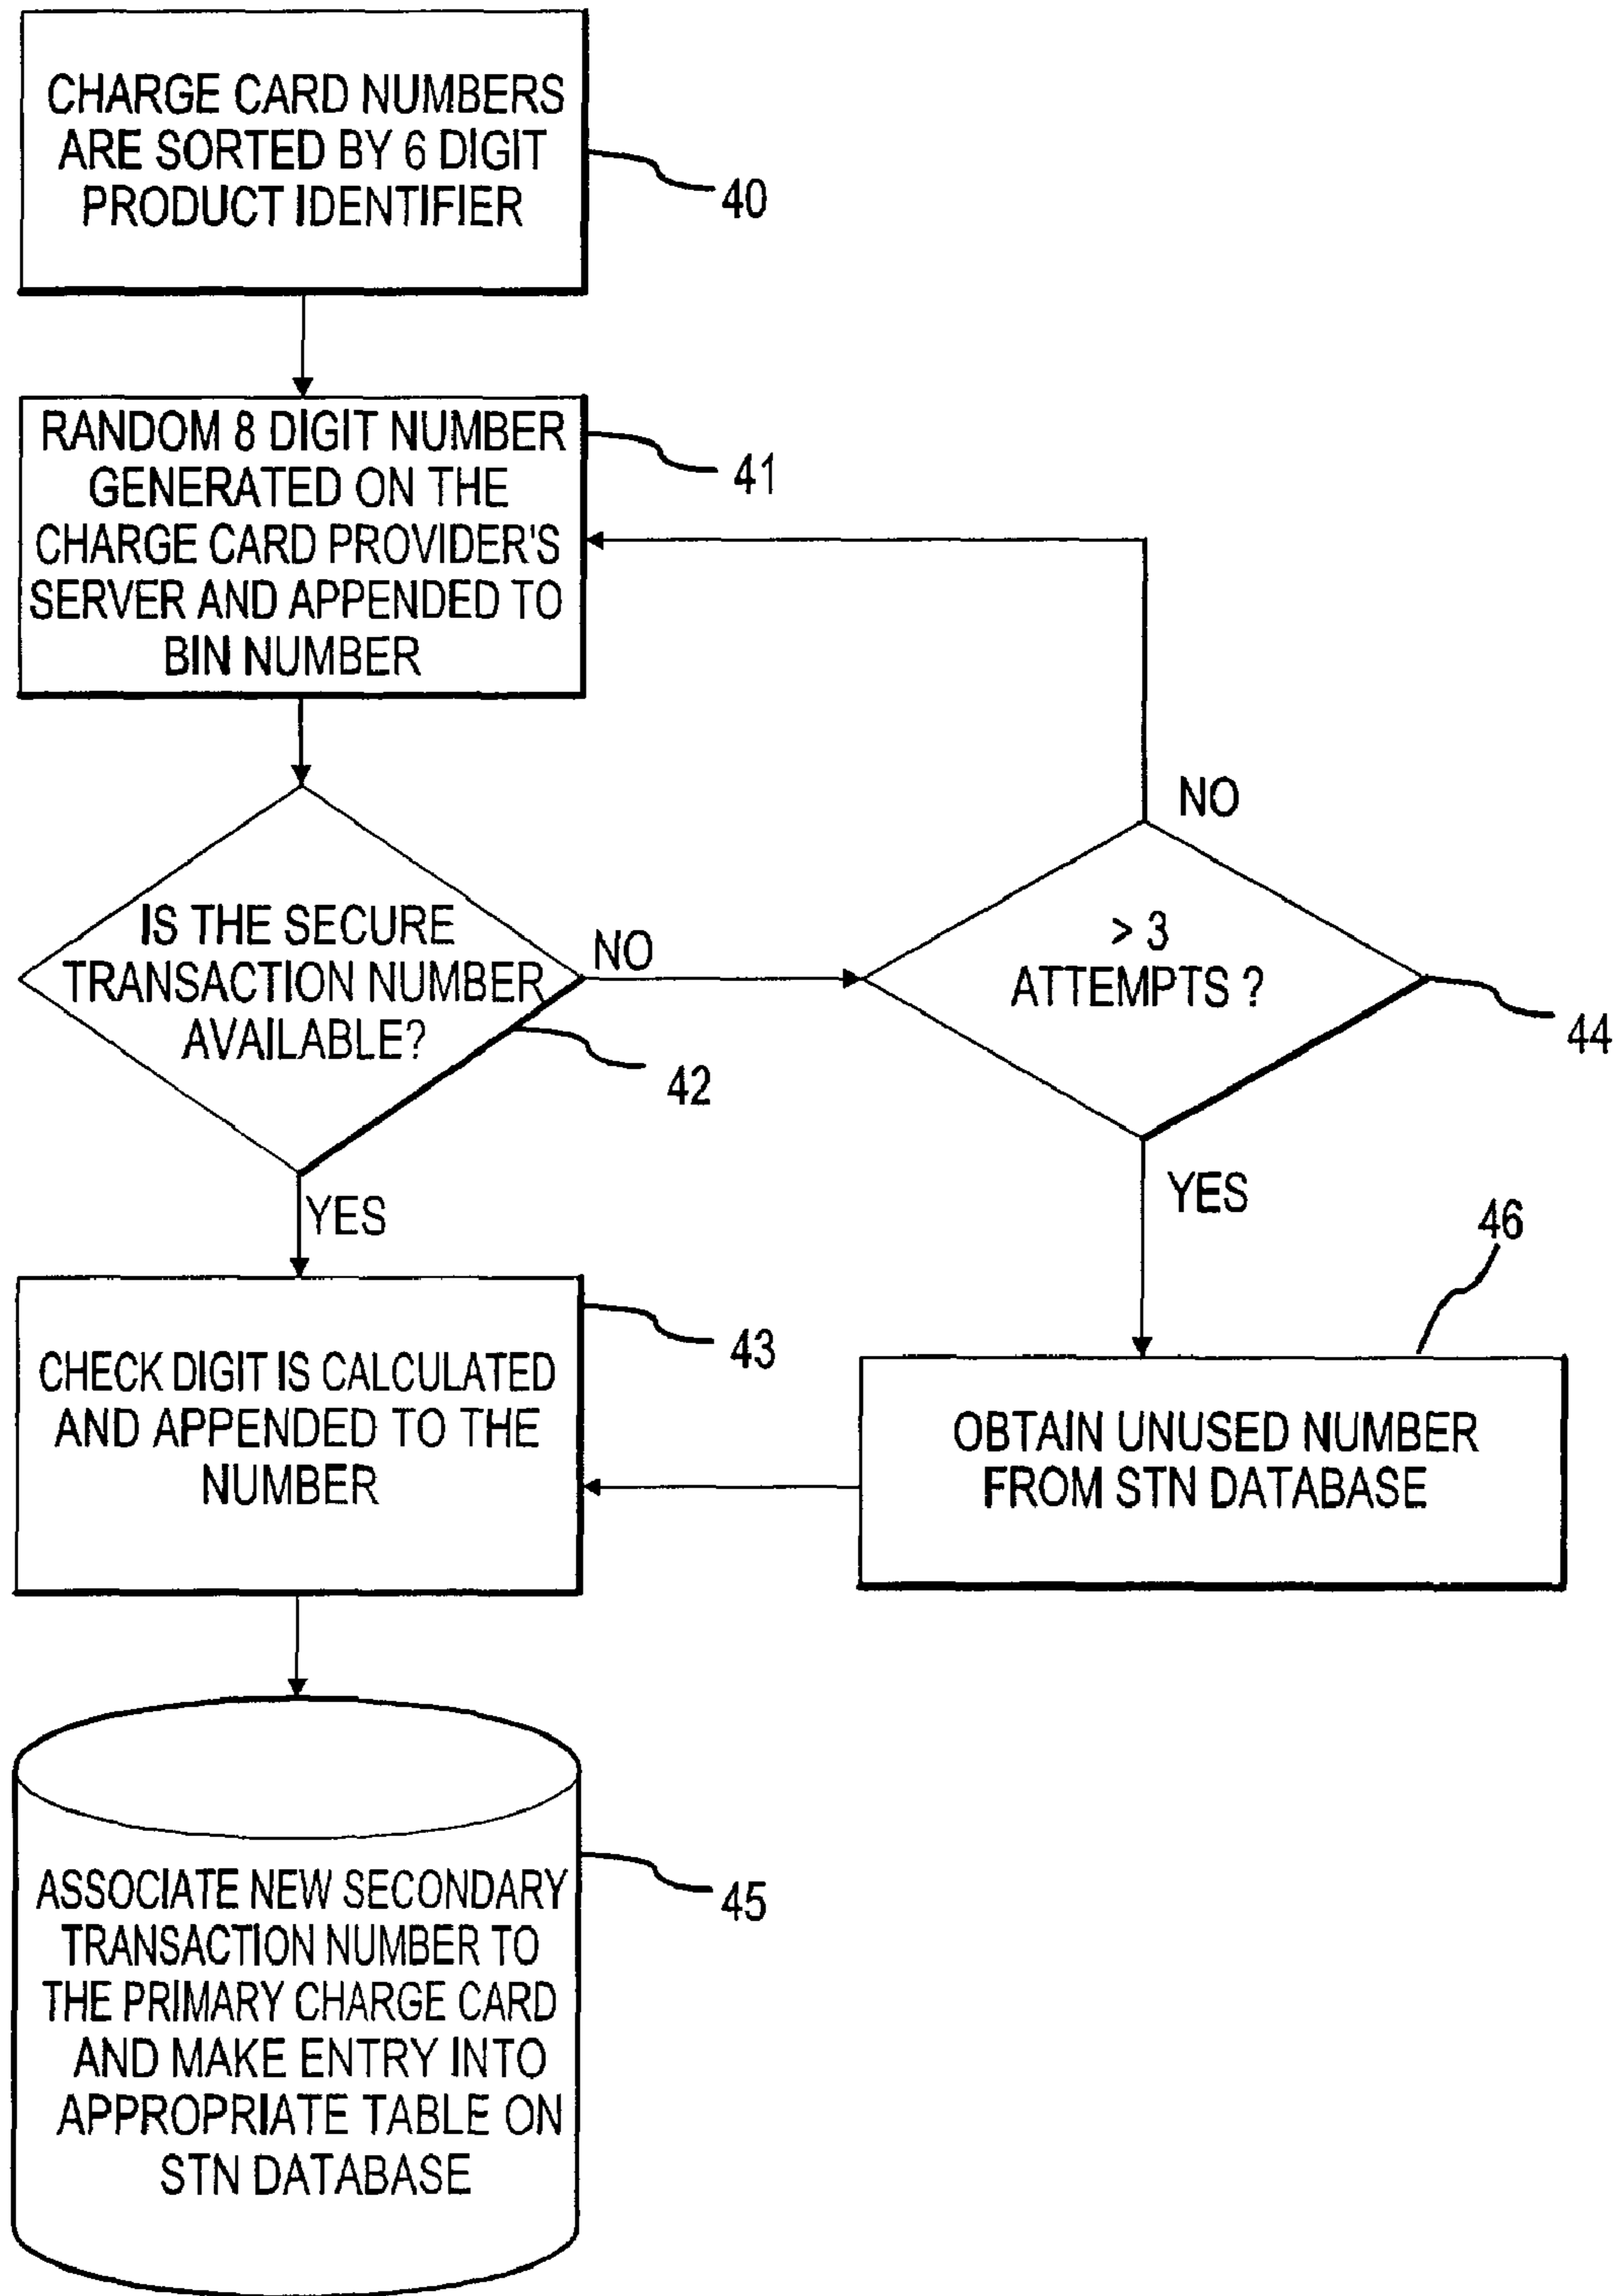 CHARGE CARD NUMBERS
ARE SORTED BY 6 DIGIT
PRODUCT IDENTIFIER
40
RANDOM 8 DIGIT NUMBER
GENERATED ON THE
CHARGE CARD PROVIDER'S
SERVER AND APPENDED TO
BIN NUMBER
41
IS THE SECURE
TRANSACTION NUMBER
AVAILABLE?
42
NO
> 3
ATTEMPTS ?
44
NO
YES
YES
46
CHECK DIGIT IS CALCULATED
AND APPENDED TO THE
NUMBER
43
OBTAIN UNUSED NUMBER
FROM STN DATABASE
ASSOCIATE NEW SECONDARY
TRANSACTION NUMBER TO
THE PRIMARY CHARGE CARD
AND MAKE ENTRY INTO
APPROPRIATE TABLE ON
STN DATABASE
45